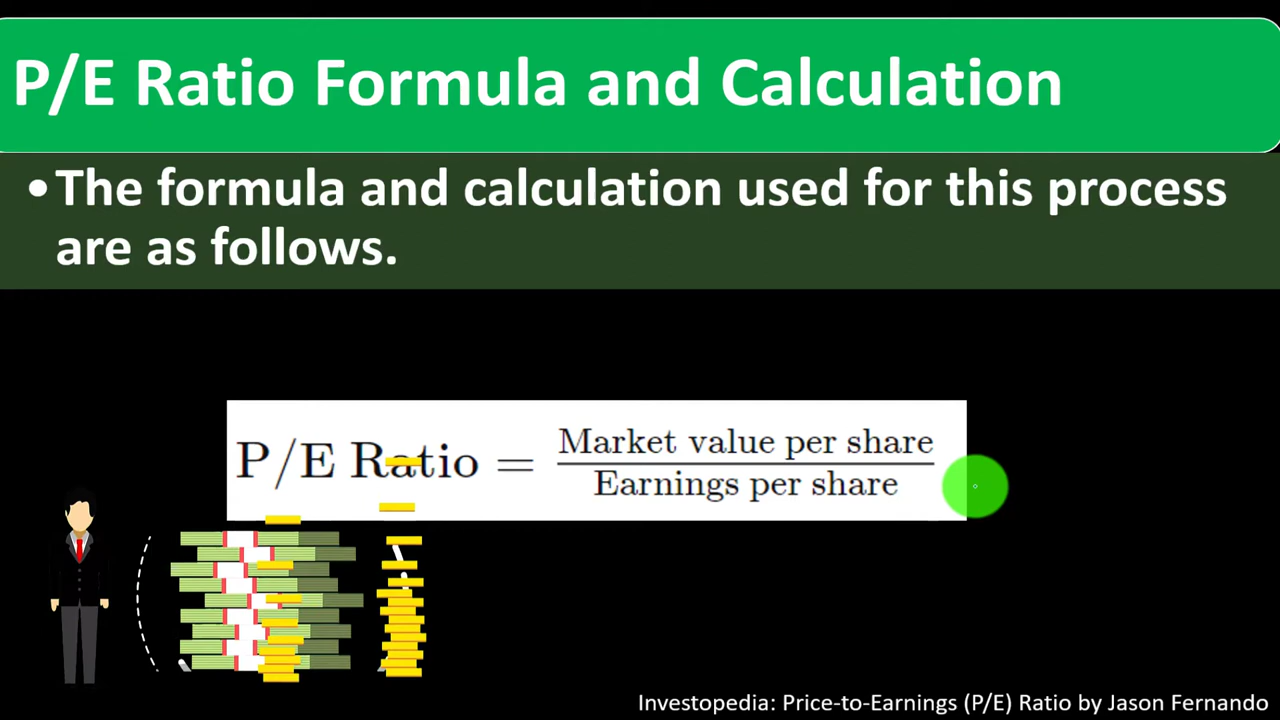 P/E Ratio Formula and Calculation
•The formula and calculation used for this process
are as follows.
P/E Ratio = Market value per share
Earnings per share
Investopedia: Price-to-Earnings (P/E) Ratio by Jason Fernando